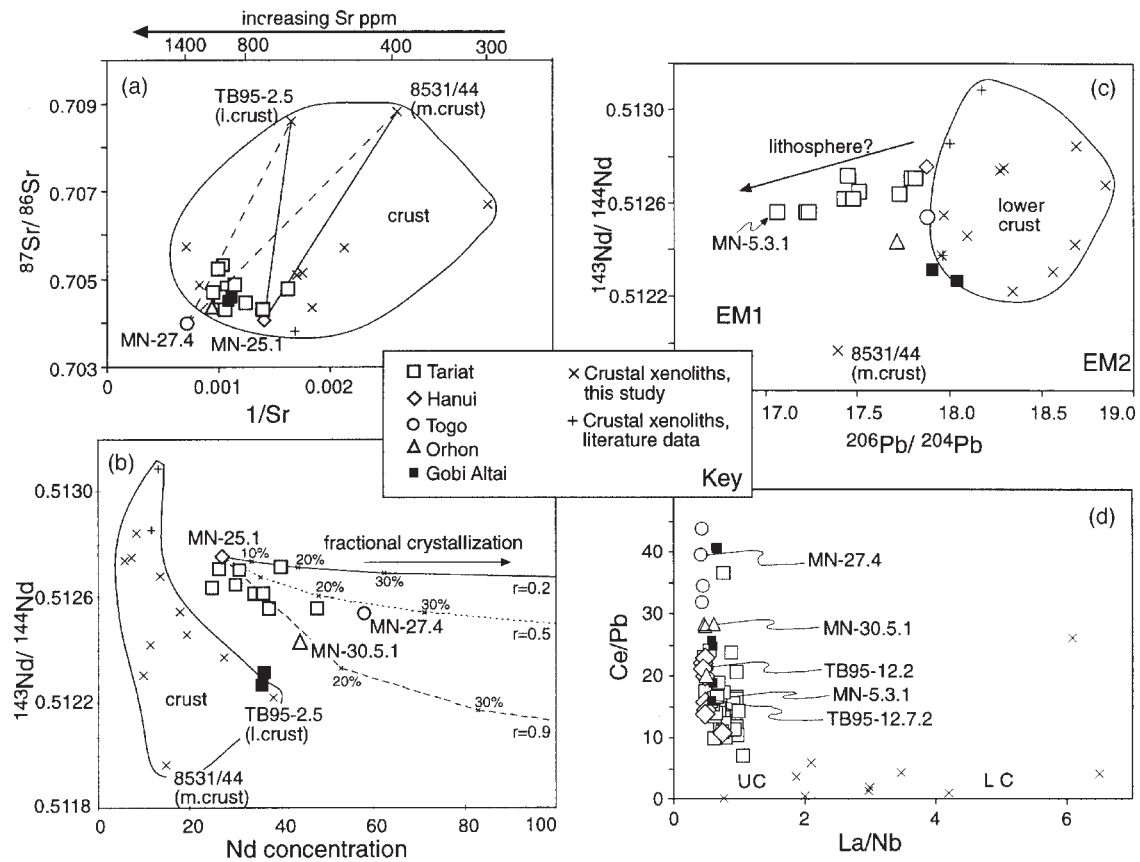 increasing Sr ppm
1400 800 400 300
(a)
0.709
0.707
0.705
0.703
87Sr/ 86Sr
TB95-2.5
(l.crust)
8531/44
(m.crust)
crust
MN-27.4
MN-25.1
0.001 0.002
1/Sr
(c)
0.5130
0.5126
0.5122
143Nd/ 144Nd
lithosphere?
lower
crust
MN-5.3.1
EM1
8531/44
(m.crust)
EM2
17.0 17.5 18.0 18.5 19.0
206Pb/ 204Pb
Tariat
Hanui
Togo
Orhon
Gobi Altai
× Crustal xenoliths,
this study
+ Crustal xenoliths,
literature data
Key
(b)
0.5130
0.5126
0.5122
0.5118
143Nd/ 144Nd
MN-25.1
fractional crystallization
10% 20% 30%
r=0.2
20% 30%
r=0.5
MN-27.4
MN-30.5.1
20% 30%
r=0.9
crust
TB95-2.5
(l.crust)
8531/44
(m.crust)
0 20 40 60 80 100
Nd concentration
(d)
40
30
20
10
0
Ce/Pb
MN-27.4
MN-30.5.1
TB95-12.2
MN-5.3.1
TB95-12.7.2
UC
L C
0 2 4 6
La/Nb